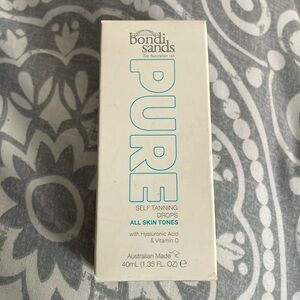 bondi
sands
The Australian tan
PURE
SELF TANNING
DROPS
ALL SKIN TONES
with Hyaluronic Acid
& Vitamin C
Australian Made
40mL (1.35 FL. OZ) e